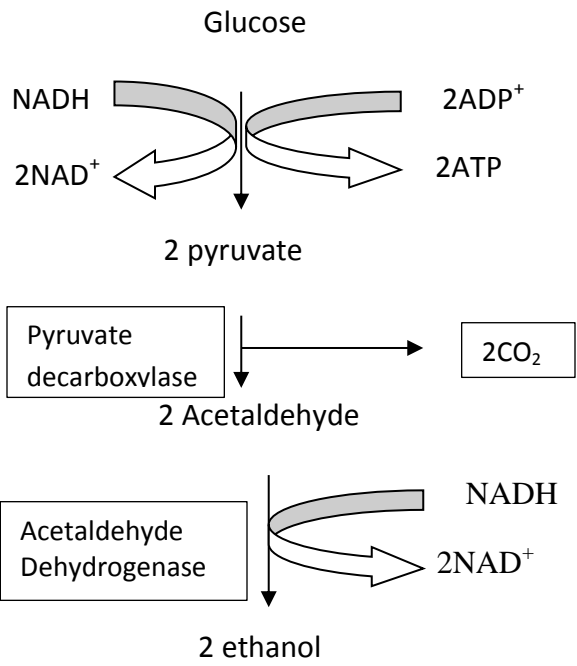 Glucose
NADH
2ADP⁺
2NAD⁺
2ATP
2 pyruvate
Pyruvate
decarboxylase
2CO₂
2 Acetaldehyde
NADH
Acetaldehyde
Dehydrogenase
2NAD⁺
2 ethanol